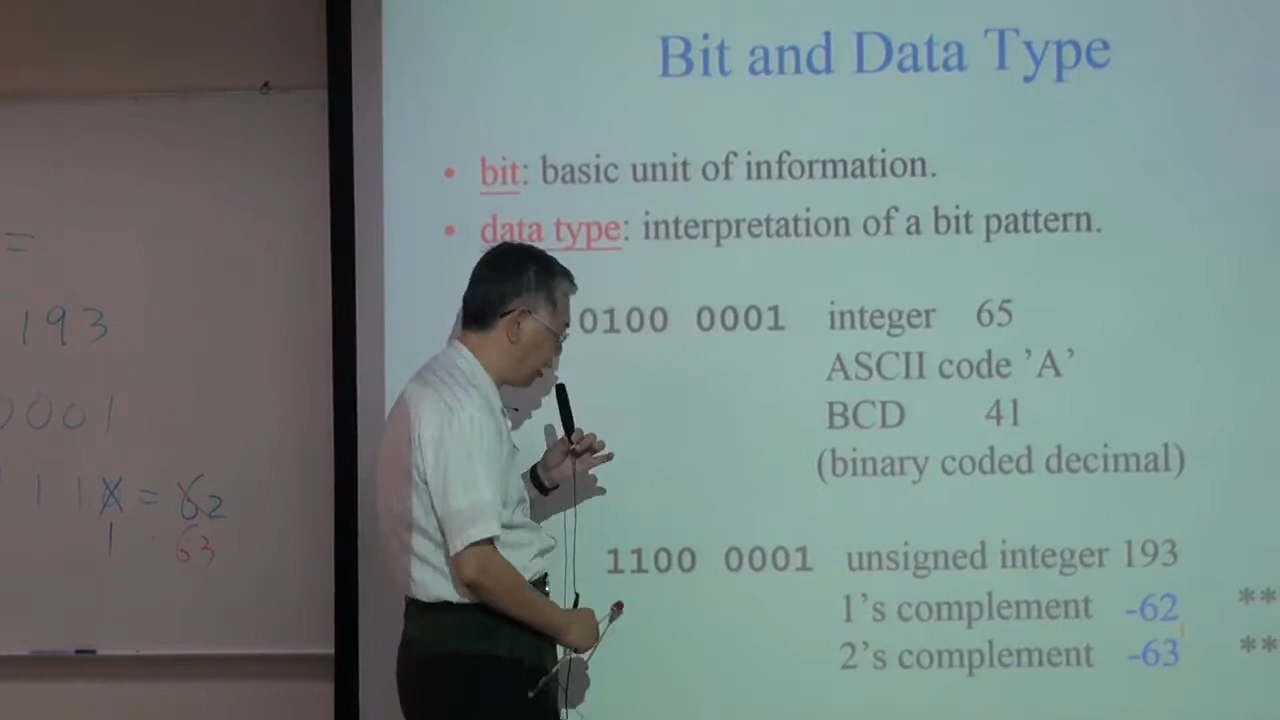 Bit and Data Type
• bit: basic unit of information.
• data type: interpretation of a bit pattern.
0100 0001 integer 65
ASCII code 'A'
BCD 41
(binary coded decimal)
1100 0001 unsigned integer 193
1's complement -62 **
2's complement -63 **
=
193
0001
11X = 62
1 63